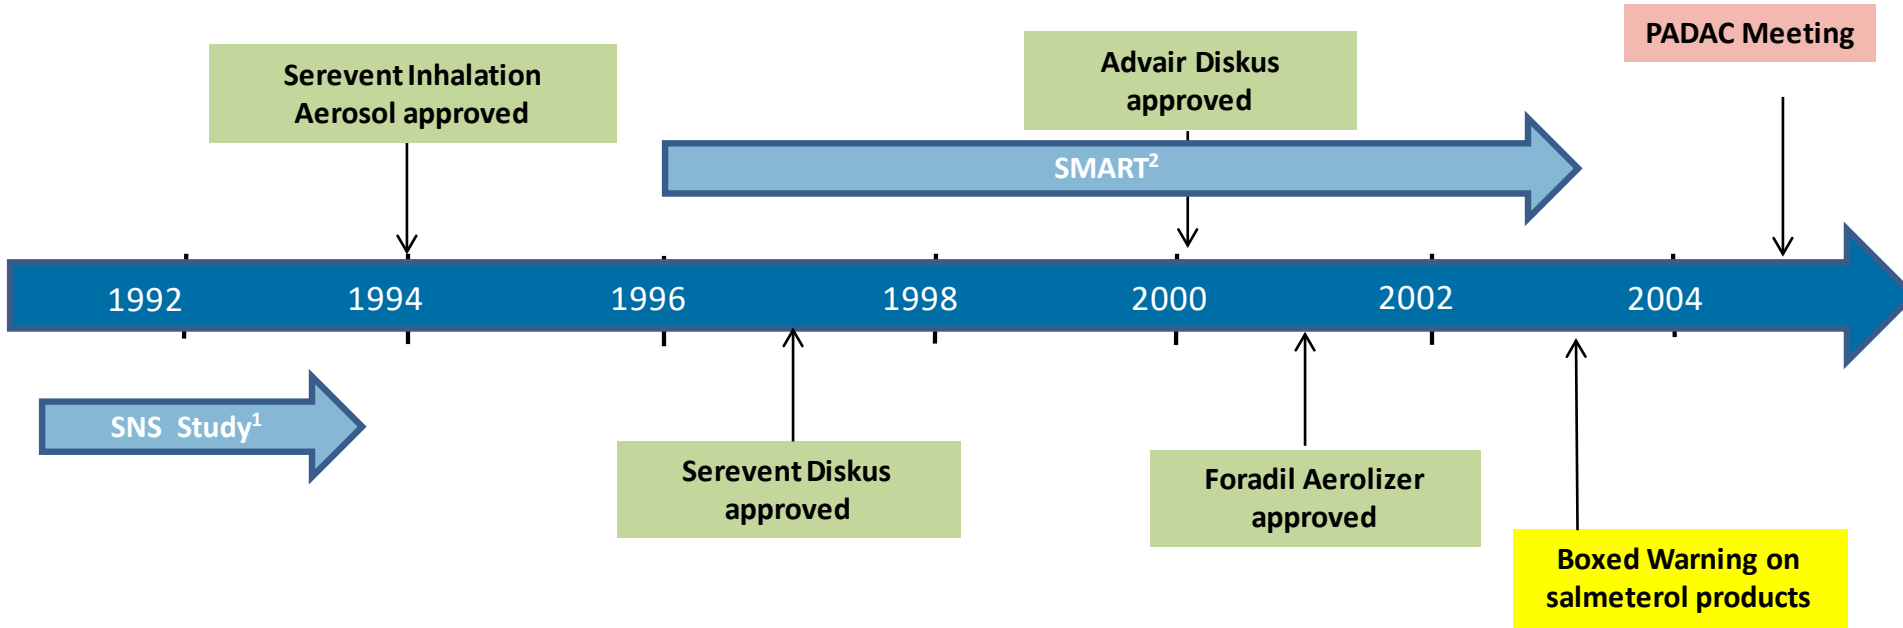 PADAC Meeting
Serevent Inhalation
Aerosol approved
Advair Diskus
approved
SMART²
1992
1994
1996
1998
2000
2002
2004
SNS Study¹
Serevent Diskus
approved
Foradil Aerolizer
approved
Boxed Warning on
salmeterol products